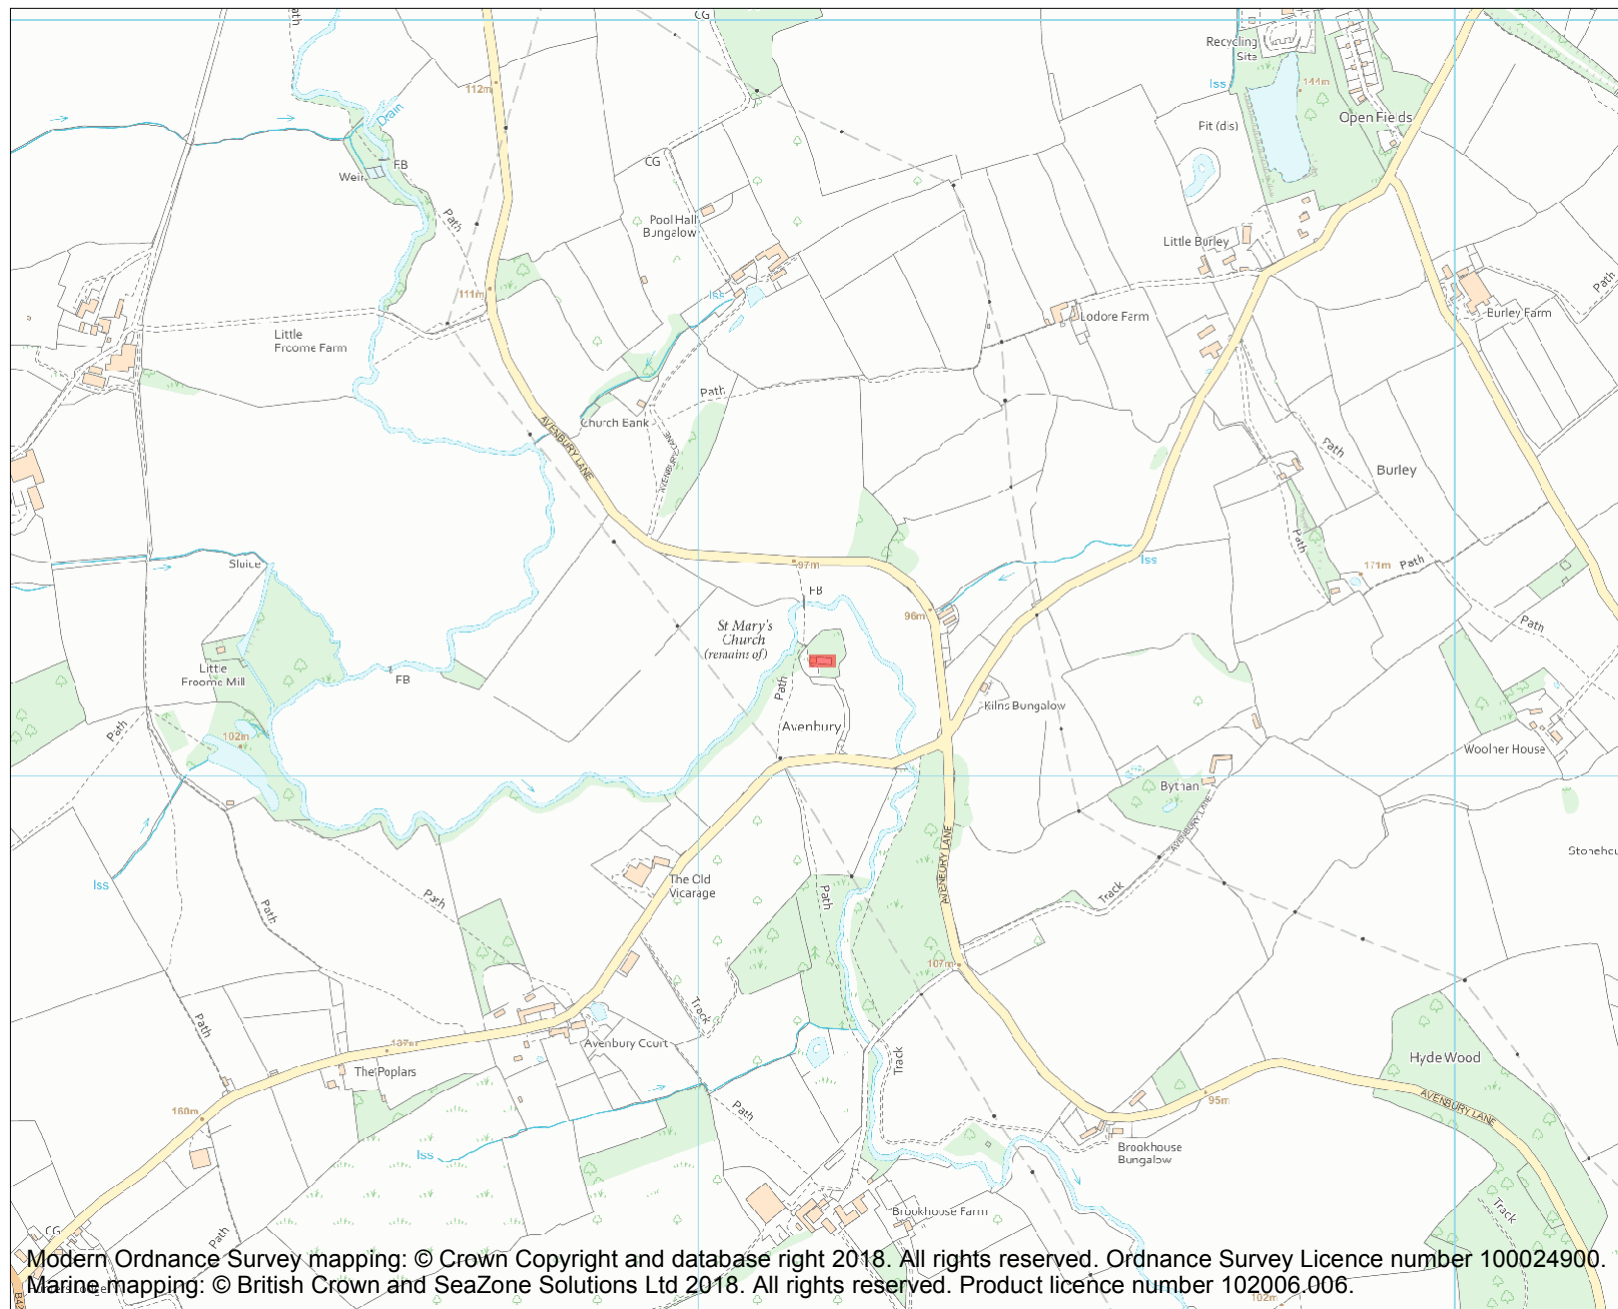 CG
Path
Recycling
Site
Iss
144m
112m
Drain
Open Fields
Pit (dis)
FB
CG
Weir
Path
Pool Hall
Bungalow
Little Burley
Path
111m
Iss
Burley Farm
Lodore Farm
Little
Froome Farm
Path
Church Bank
AVENBURY LANE
AVENBURY LANE
Path
Burley
Path
Sluice
97m
Iss
171m
Path
FB
96m
Path
St Mary's
Church
(remains of)
Little
Froome Mill
FB
Path
Kilns Bungalow
Avenbury
Path
102m
Woolner House
Bythan
AVENBURY LANE
Stonehou
AVENBURY LANE
Iss
The Old
Vicarage
Path
Path
Path
Track
107m
Track
Path
137m
Avenbury Court
Track
Hyde Wood
The Poplars
160m
Path
95m
AVENBURY LANE
Iss
Brookhouse
Bungalow
Brookhouse Farm
Track
Path
CG
Modern Ordnance Survey mapping: © Crown Copyright and database right 2018. All rights reserved. Ordnance Survey Licence number 100024900.
Marine mapping: © British Crown and SeaZone Solutions Ltd 2018. All rights reserved. Product licence number 102006.006.
102m